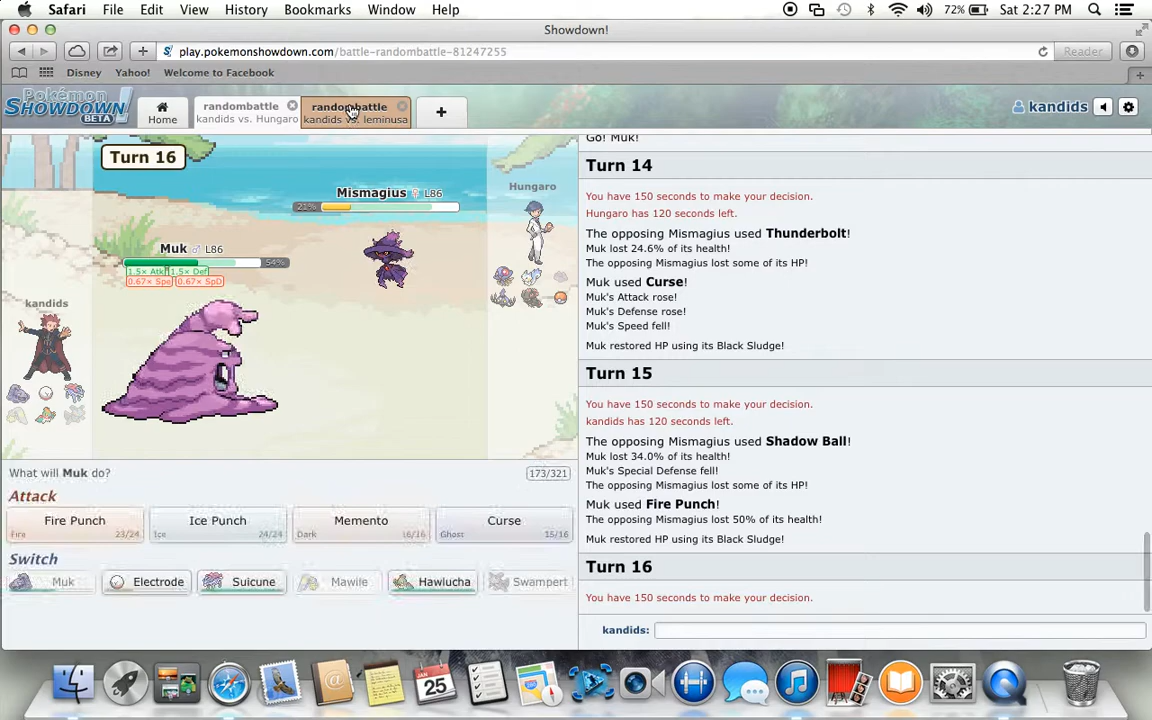 Safari File Edit View History Bookmarks Window Help 72% Sat 2:27 PM
Showdown!
play.pokemonshowdown.com/battle-randombattle-81247255
Reader
Disney Yahoo! Welcome to Facebook
Pokémon
SHOWDOWN!
BETA
Home
randombattle
kandids vs. Hungaro
randombattle
kandids vs. leminusa
+
kandids
Turn 16
Mismagius ♀ L86
21%
Hungaro
Muk ♂ L86
54%
1.5× Atk 1.5× Def
0.67× Spe 0.67× SpD
kandids
What will Muk do? 173/321
Attack
Fire Punch
Fire 23/24
Ice Punch
Ice 24/24
Memento
Dark 16/16
Curse
Ghost 15/16
Switch
Muk Electrode Suicune Mawile Hawlucha Swampert
Go! Muk!
Turn 14
You have 150 seconds to make your decision.
Hungaro has 120 seconds left.
The opposing Mismagius used Thunderbolt!
Muk lost 24.6% of its health!
The opposing Mismagius lost some of its HP!
Muk used Curse!
Muk's Attack rose!
Muk's Defense rose!
Muk's Speed fell!
Muk restored HP using its Black Sludge!
Turn 15
You have 150 seconds to make your decision.
kandids has 120 seconds left.
The opposing Mismagius used Shadow Ball!
Muk lost 34.0% of its health!
Muk's Special Defense fell!
The opposing Mismagius lost some of its HP!
Muk used Fire Punch!
The opposing Mismagius lost 50% of its health!
Muk restored HP using its Black Sludge!
Turn 16
You have 150 seconds to make your decision.
kandids:
JAN
25